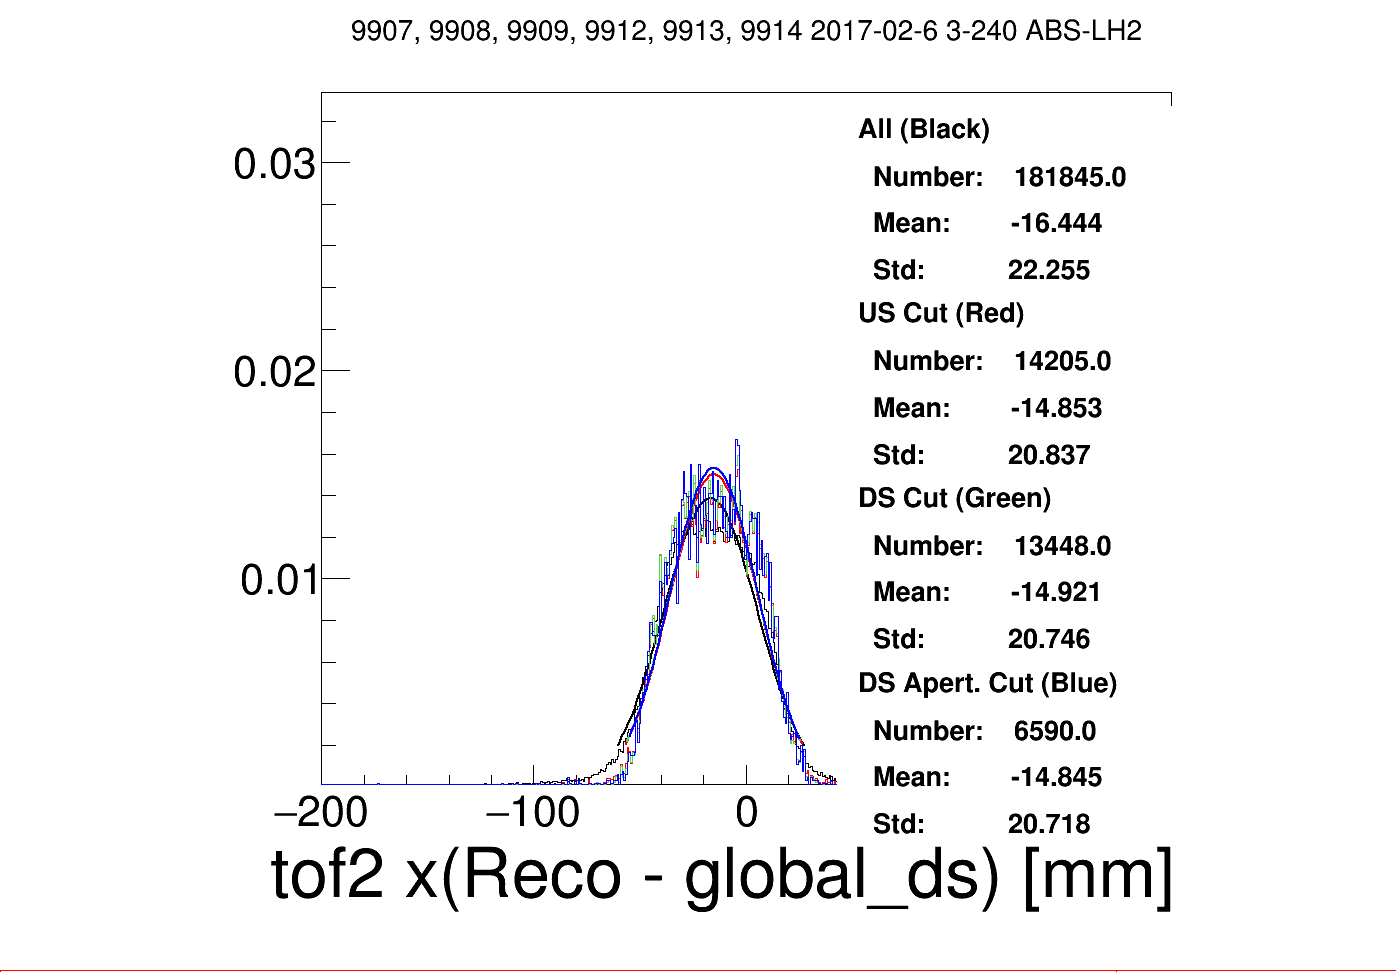 9907, 9908, 9909, 9912, 9913, 9914 2017-02-6 3-240 ABS-LH2
All (Black)
Number: 181845.0
Mean: -16.444
Std: 22.255
US Cut (Red)
Number: 14205.0
Mean: -14.853
Std: 20.837
DS Cut (Green)
Number: 13448.0
Mean: -14.921
Std: 20.746
DS Apert. Cut (Blue)
Number: 6590.0
Mean: -14.845
Std: 20.718
0.03
0.02
0.01
−200 −100 0
tof2 x(Reco - global_ds) [mm]